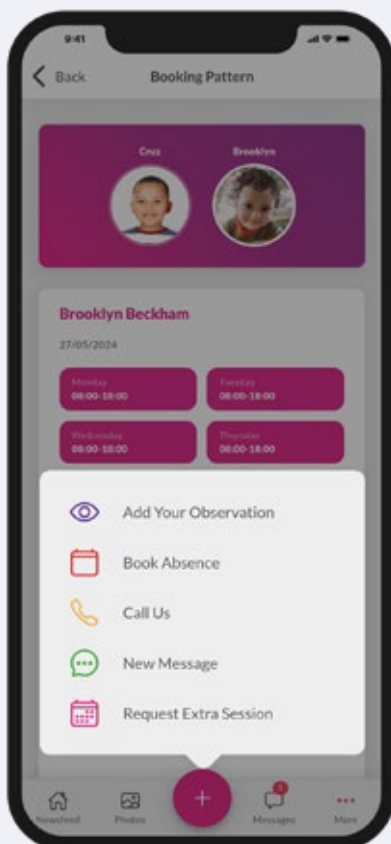 9:41
Back Booking Pattern
Cruz Brooklyn
Brooklyn Beckham
27/05/2024
Monday Tuesday
08:00-18:00 08:00-18:00
Wednesday Thursday
08:00-18:00 08:00-18:00
Add Your Observation
Book Absence
Call Us
New Message
Request Extra Session
Newsfeed Photos Messages More